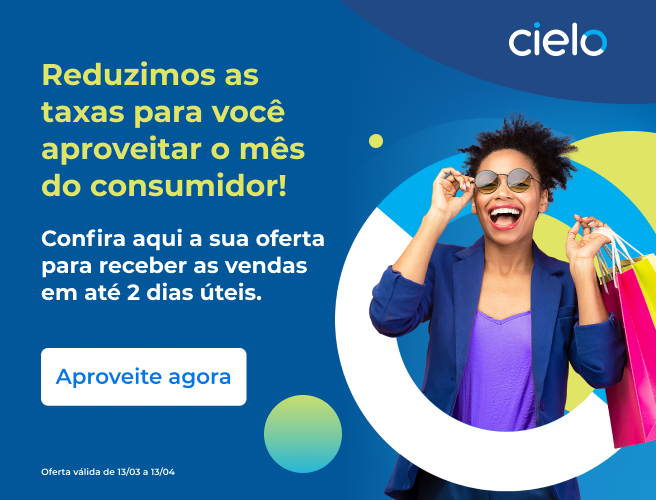 cielo
Reduzimos as
taxas para você
aproveitar o mês
do consumidor!
Confira aqui a sua oferta
para receber as vendas
em até 2 dias úteis.
Aproveite agora
Oferta válida de 13/03 a 13/04